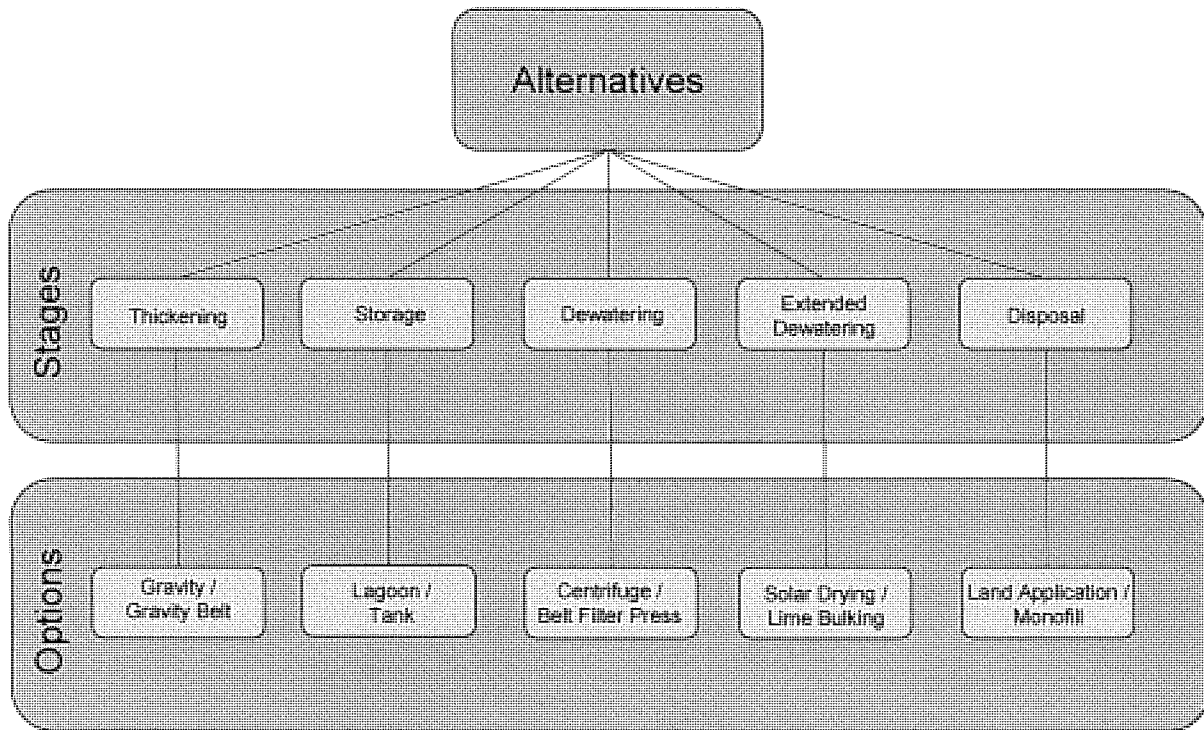 Alternatives
Stages
Thickening
Storage
Dewatering
Extended
Dewatering
Disposal
Options
Gravity /
Gravity Belt
Lagoon /
Tank
Centrifuge /
Belt Filter Press
Solar Drying /
Lime Bulking
Land Application /
Monofill